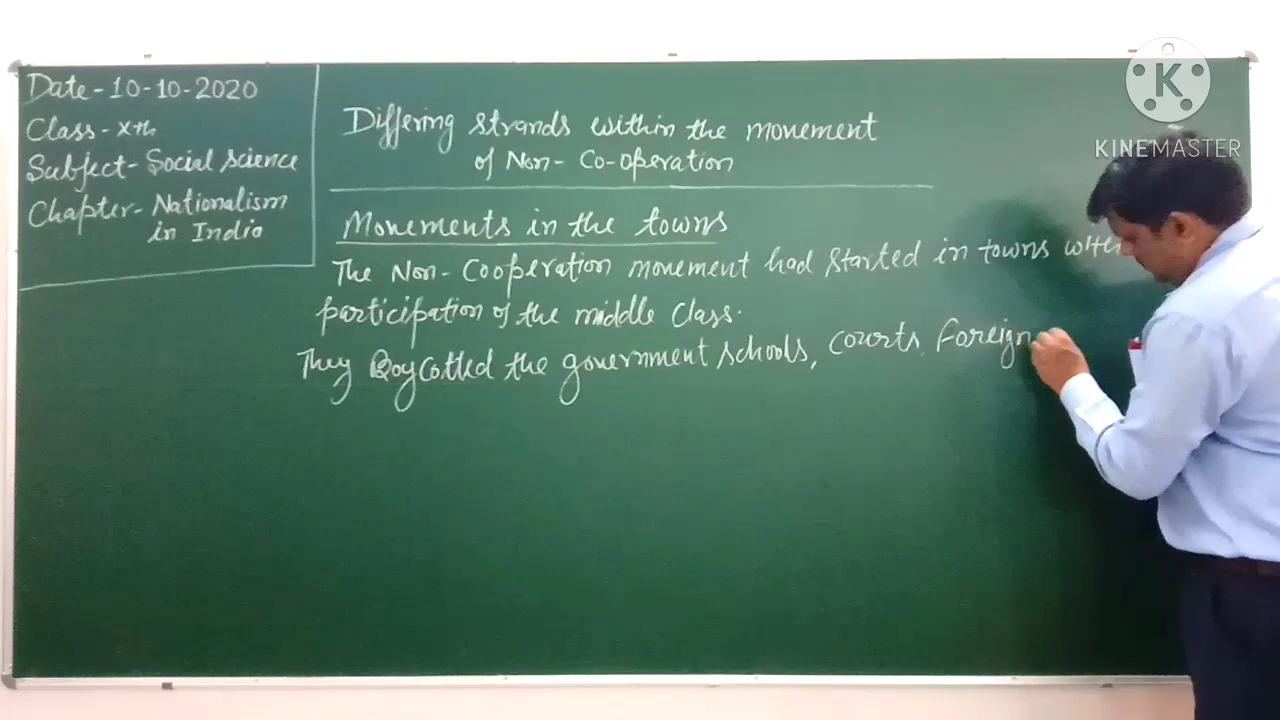 Date - 10-10-2020
Class - Xth
Subject - Social science
Chapter - Nationalism
in India
Differing strands within the movement
of Non-Co-operation
Movements in the towns
The Non-Cooperation movement had started in towns with
participation of the middle class.
They Boycotted the government schools, courts, foreign
K
KINEMASTER